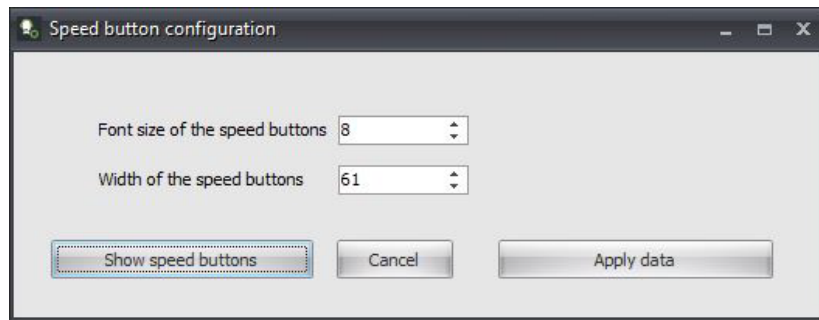 Speed button configuration
Font size of the speed buttons 8
Width of the speed buttons 61
Show speed buttons Cancel Apply data